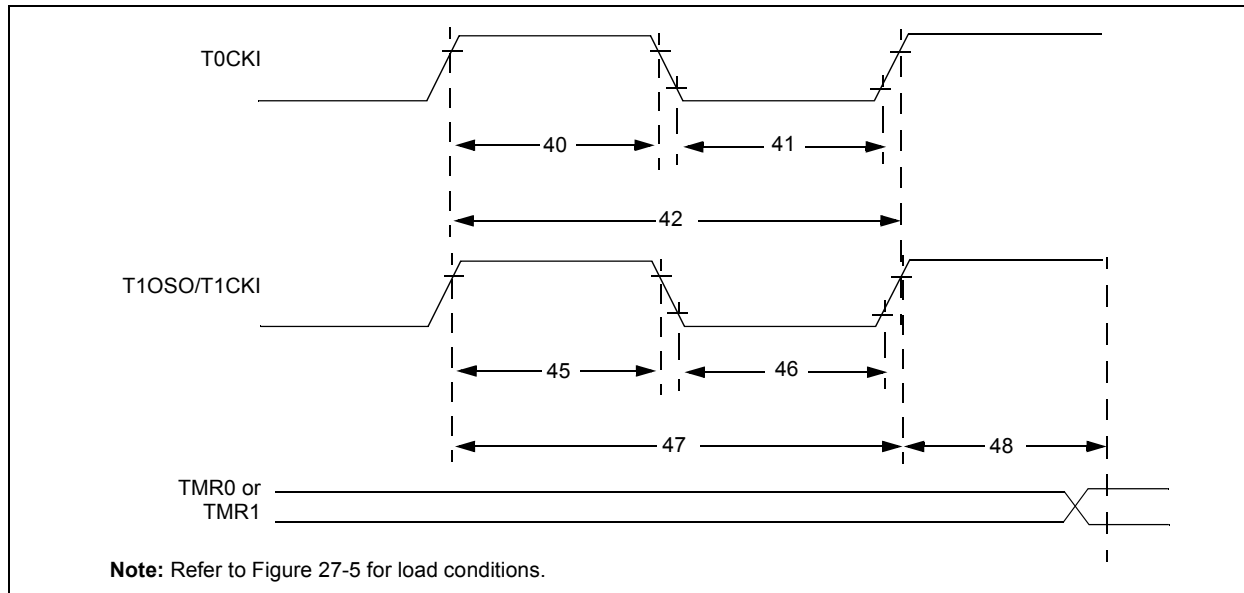 T0CKI
40
41
42
T1OSO/T1CKI
45
46
47
48
TMR0 or
TMR1
Note: Refer to Figure 27-5 for load conditions.